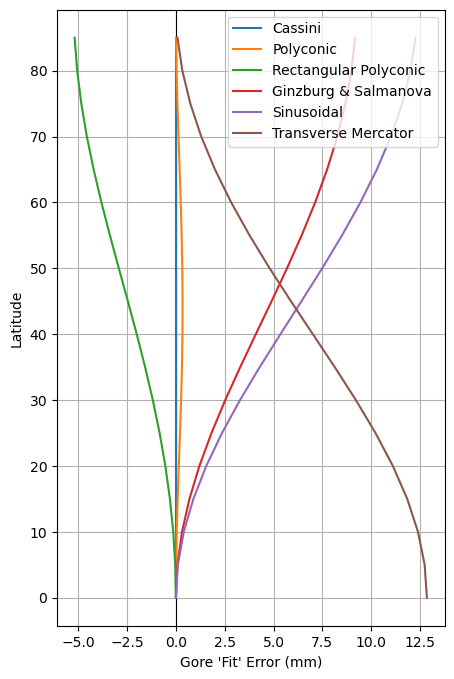 Cassini
Polyconic
Rectangular Polyconic
Ginzburg & Salmanova
Sinusoidal
Transverse Mercator
80
70
60
50
40
30
20
10
0
Latitude
−5.0 −2.5 0.0 2.5 5.0 7.5 10.0 12.5
Gore 'Fit' Error (mm)